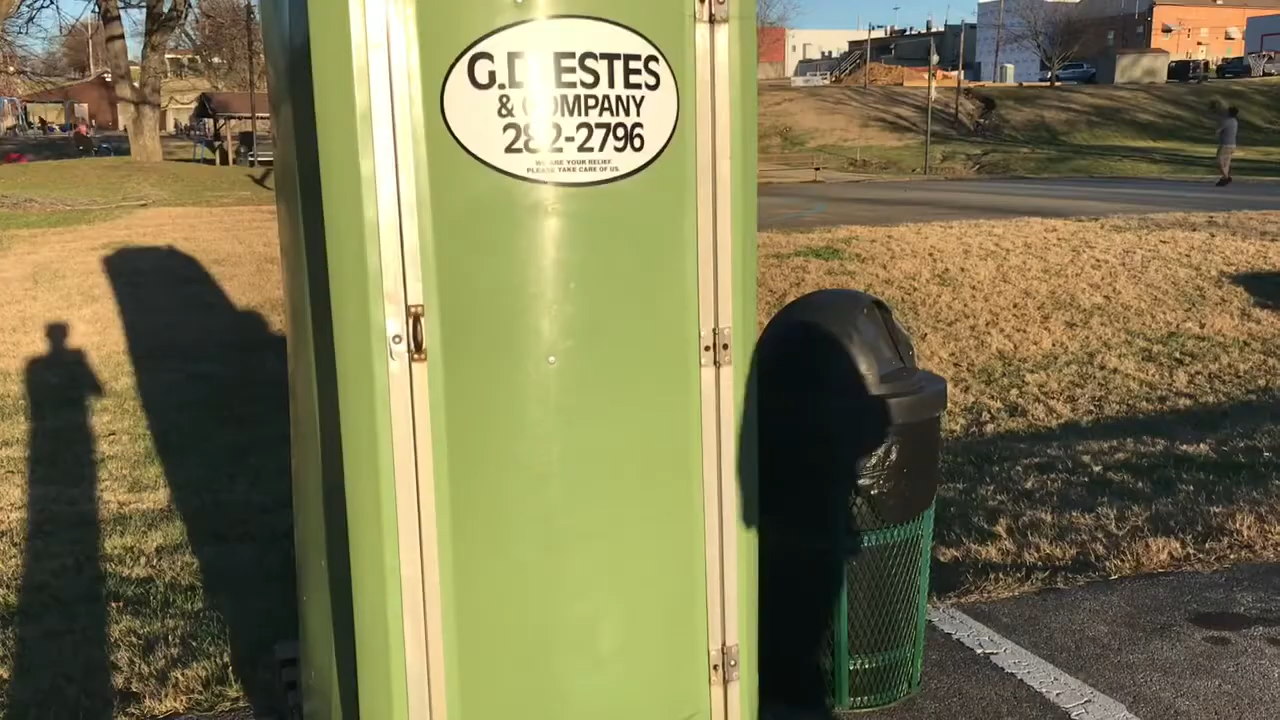 G.D. ESTES
& COMPANY
282-2796
WE ARE YOUR RELIEF
PLEASE TAKE CARE OF US.